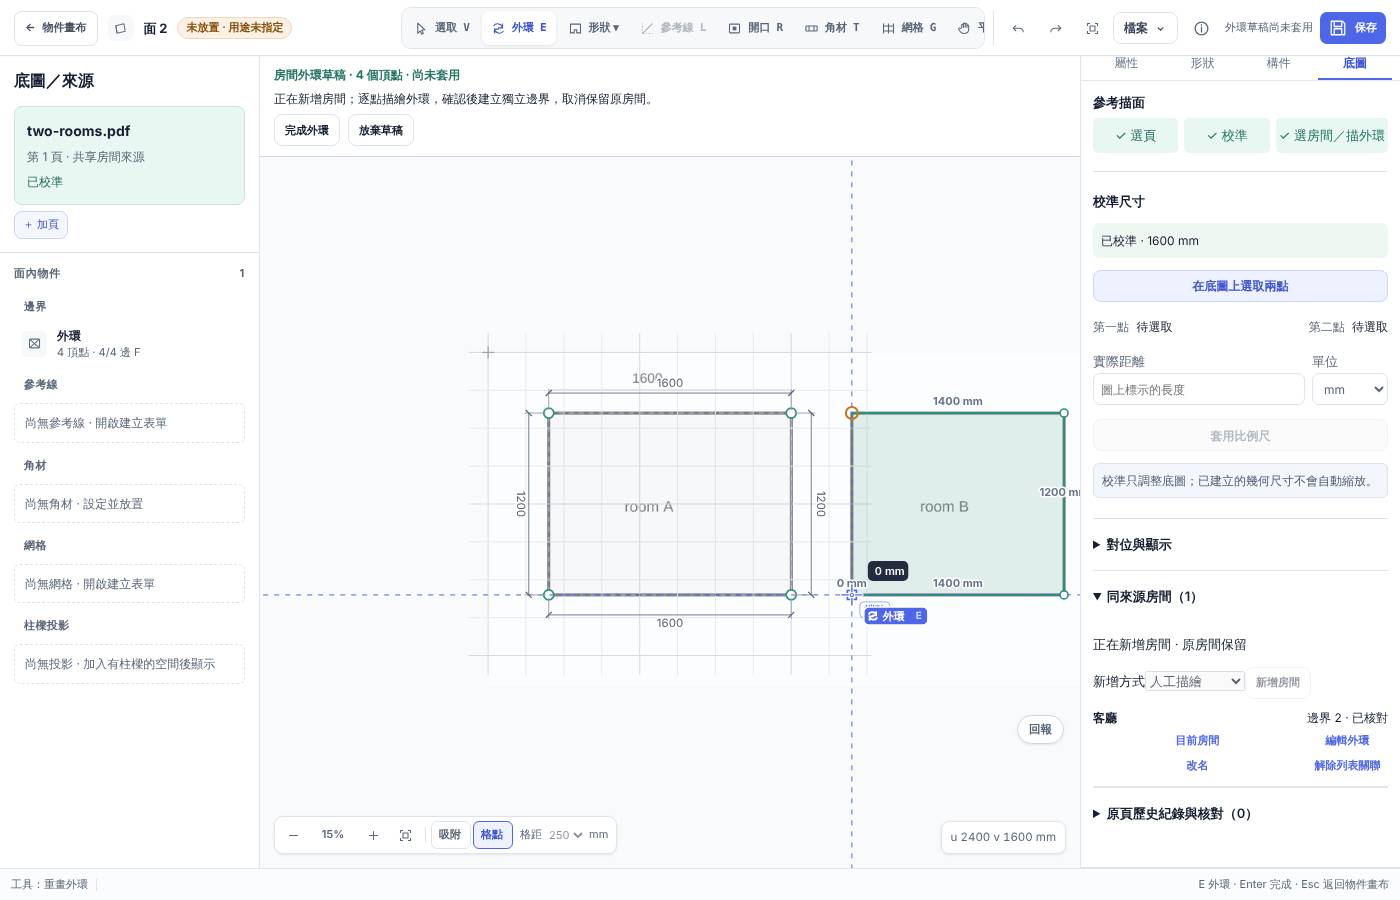 ← 物件畫布
面 2
未放置 · 用途未指定
選取 V
外環 E
形狀 ▾
參考線 L
開口 R
角材 T
網格 G
檔案
外環草稿尚未套用
保存
底圖／來源
two-rooms.pdf
第 1 頁 · 共享房間來源
已校準
＋ 加頁
面內物件 1
邊界
外環
4 頂點 · 4/4 邊 F
參考線
尚無參考線 · 開啟建立表單
角材
尚無角材 · 設定並放置
網格
尚無網格 · 開啟建立表單
柱樑投影
尚無投影 · 加入有柱樑的空間後顯示
房間外環草稿 · 4 個頂點 · 尚未套用
正在新增房間；逐點描繪外環，確認後建立獨立邊界，取消保留原房間。
完成外環
放棄草稿
1600
1600
1400 mm
1200
room A
1200
room B
1200 m
0 mm
0 mm
1400 mm
外環 E
1600
回報
− 15% +
吸附
格點
格距 250 mm
u 2400 v 1600 mm
屬性
形狀
構件
底圖
參考描面
✓ 選頁
✓ 校準
✓ 選房間／描外環
校準尺寸
已校準 · 1600 mm
在底圖上選取兩點
第一點 待選取
第二點 待選取
實際距離
單位
圖上標示的長度
mm
套用比例尺
校準只調整底圖；已建立的幾何尺寸不會自動縮放。
▶ 對位與顯示
▼ 同來源房間（1）
正在新增房間 · 原房間保留
新增方式 人工描繪 新增房間
客廳 邊界 2 · 已核對
目前房間 編輯外環
改名 解除列表關聯
▶ 原頁歷史紀錄與核對（0）
工具：重畫外環
E 外環 · Enter 完成 · Esc 返回物件畫布